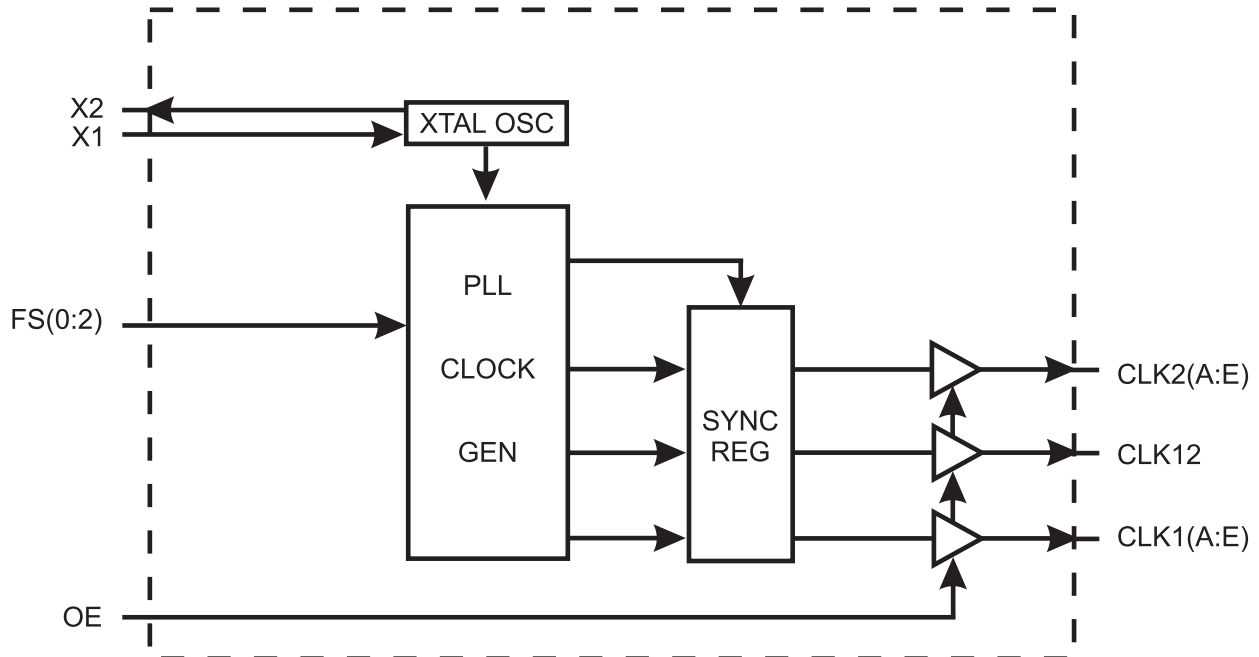 X2
X1
XTAL OSC
PLL
FS(0:2)
CLOCK
GEN
SYNC
REG
CLK2(A:E)
CLK12
CLK1(A:E)
OE